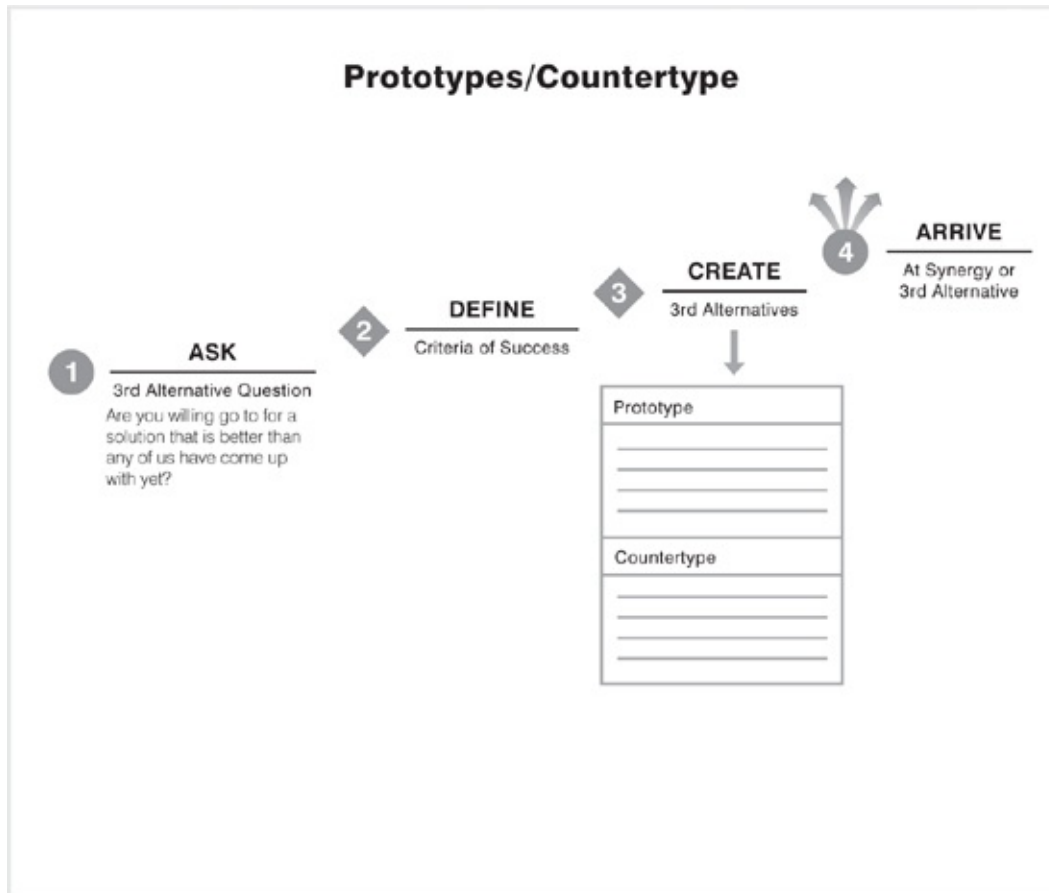 Prototypes/Countertype
1
ASK
3rd Alternative Question
Are you willing go to for a
solution that is better than
any of us have come up
with yet?
2
DEFINE
Criteria of Success
3
CREATE
3rd Alternatives
Prototype
Countertype
4
ARRIVE
At Synergy or
3rd Alternative